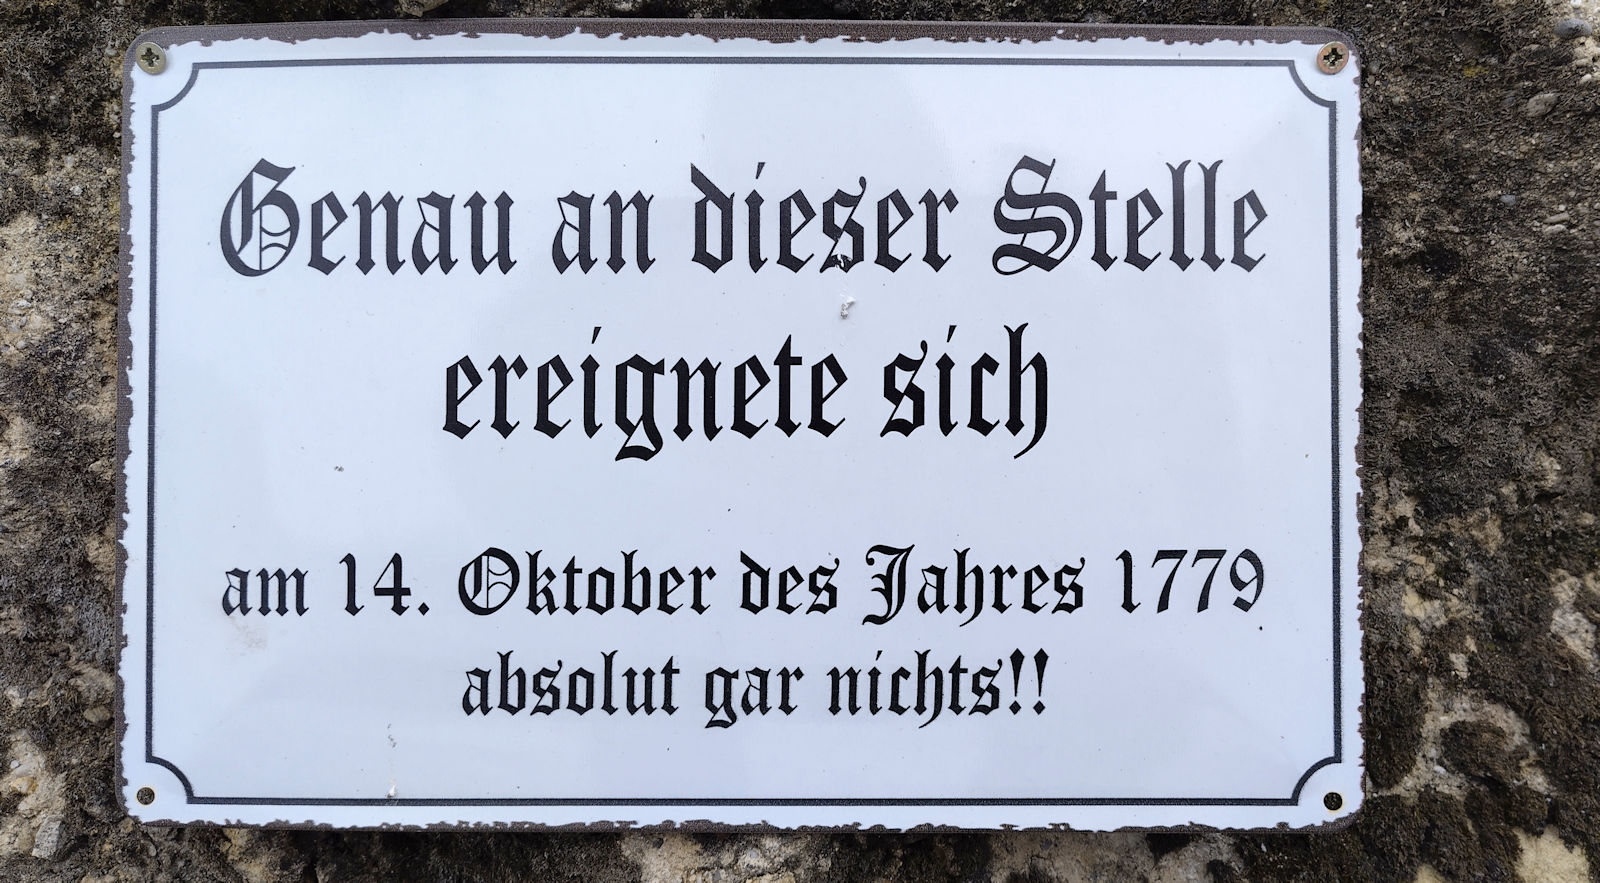 Genau an dieser Stelle
ereignete sich
am 14. Oktober des Jahres 1779
absolut gar nichts!!